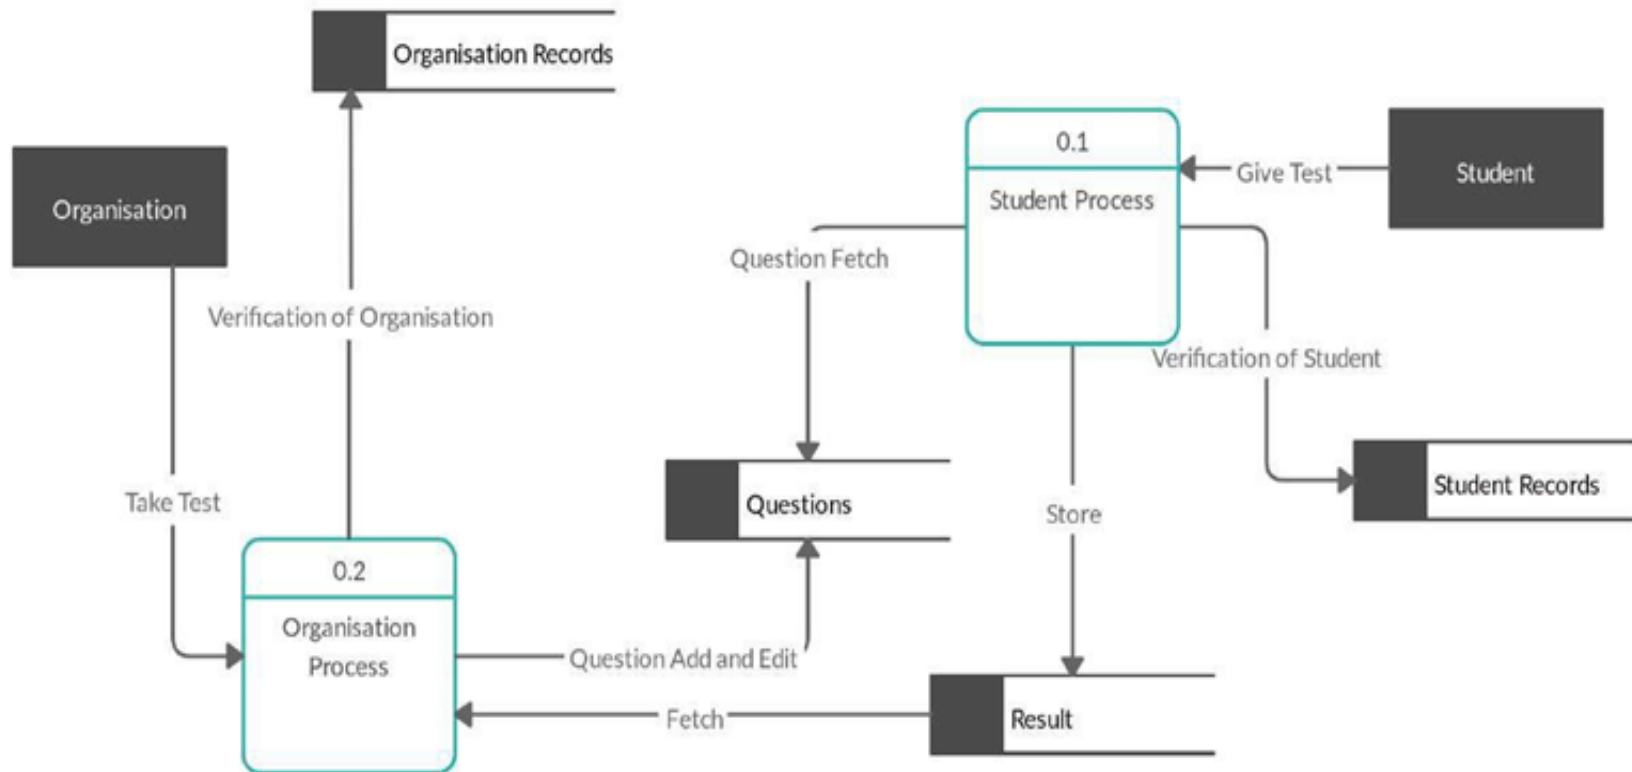 Organisation Records
0.1
Student Process
Give Test
Student
Organisation
Question Fetch
Verification of Organisation
Verification of Student
Take Test
Questions
Store
Student Records
0.2
Organisation
Process
Question Add and Edit
Fetch
Result